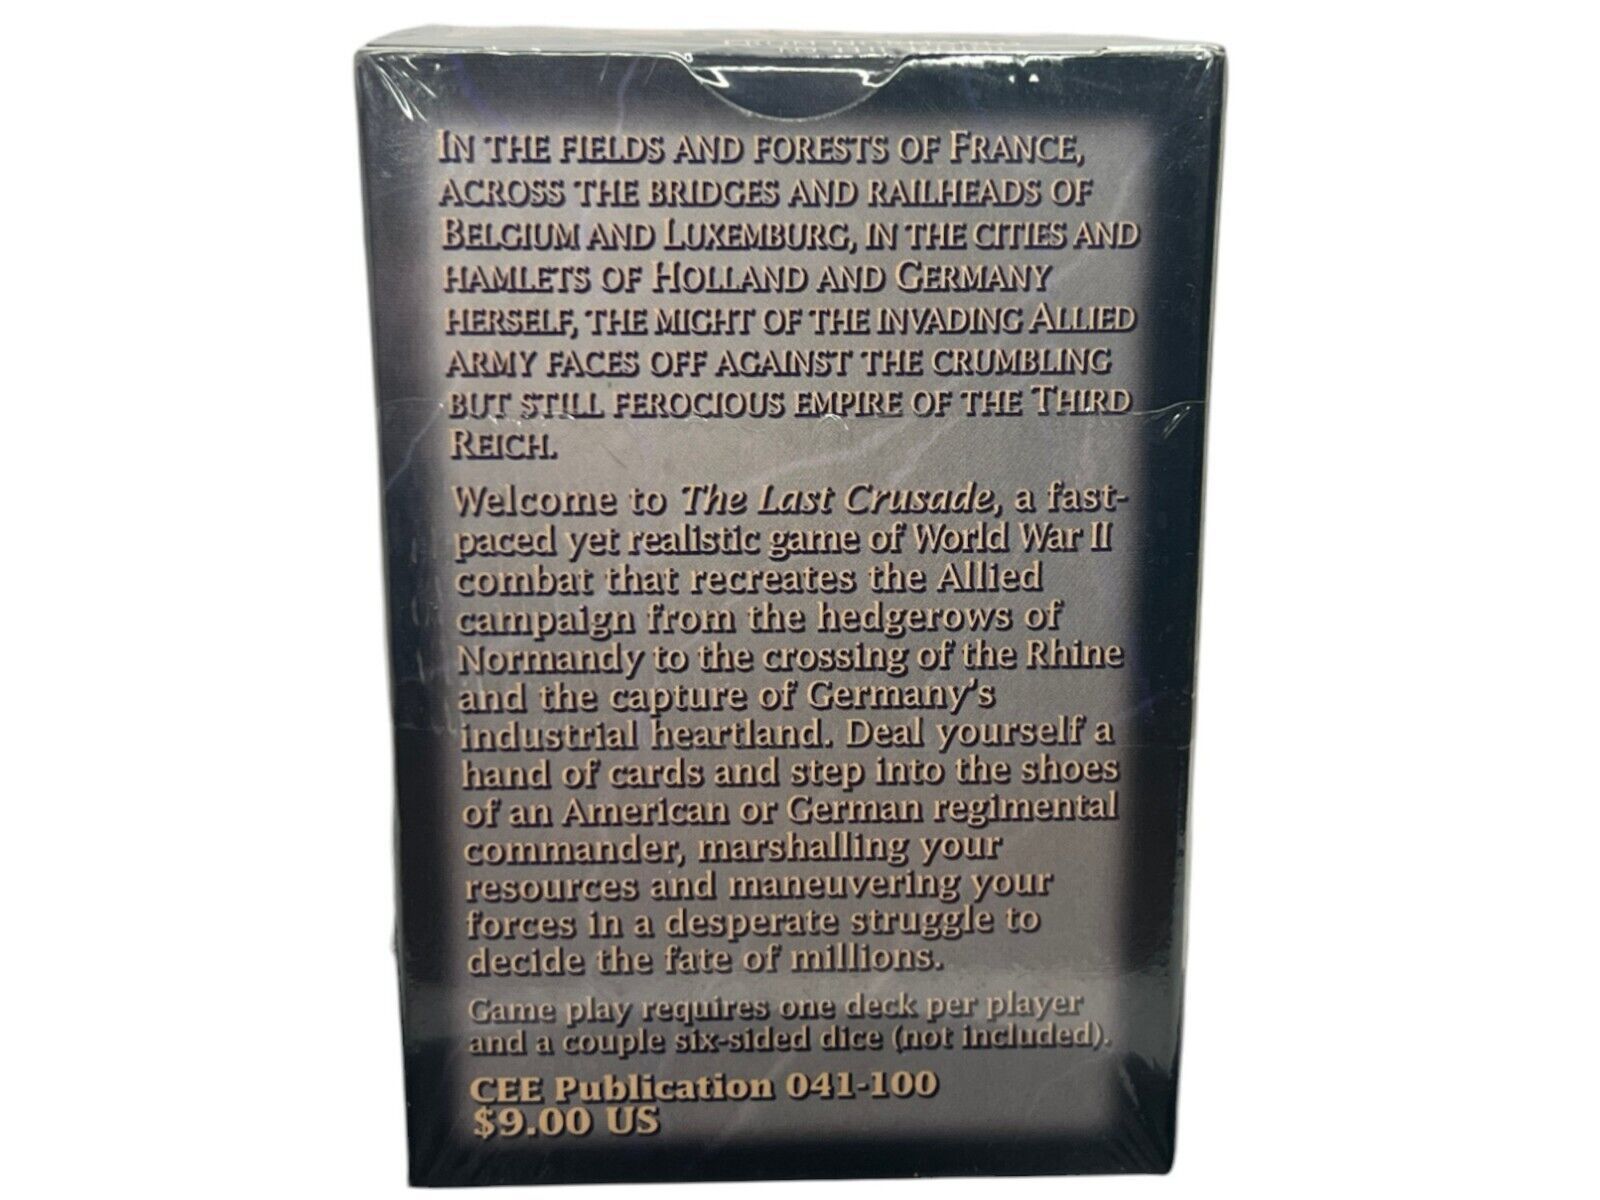 IN THE FIELDS AND FORESTS OF FRANCE,
ACROSS THE BRIDGES AND RAILHEADS OF
BELGIUM AND LUXEMBURG, IN THE CITIES AND
HAMLETS OF HOLLAND AND GERMANY
HERSELF, THE MIGHT OF THE INVADING ALLIED
ARMY FACES OFF AGAINST THE CRUMBLING
BUT STILL FEROCIOUS EMPIRE OF THE THIRD
REICH.
Welcome to The Last Crusade, a fast-
paced yet realistic game of World War II
combat that recreates the Allied
campaign from the hedgerows of
Normandy to the crossing of the Rhine
and the capture of Germany's
industrial heartland. Deal yourself a
hand of cards and step into the shoes
of an American or German regimental
commander, marshalling your
resources and maneuvering your
forces in a desperate struggle to
decide the fate of millions.
Game play requires one deck per player
and a couple six-sided dice (not included).
CEE Publication 041-100
$9.00 US